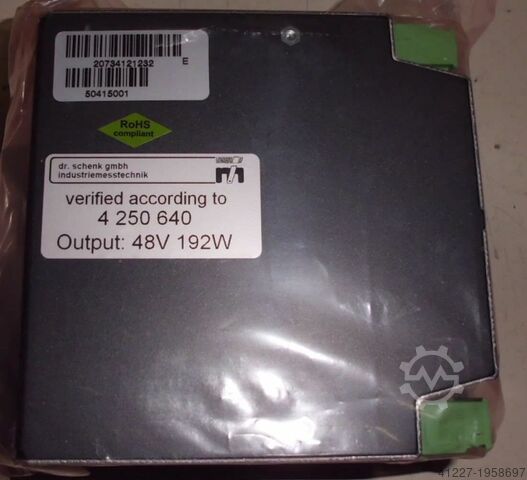 20734121232 E
50415001
RoHS
compliant
dr. schenk gmbh
industriemesstechnik
verified according to
4 250 640
Output: 48V 192W
41227-1958697